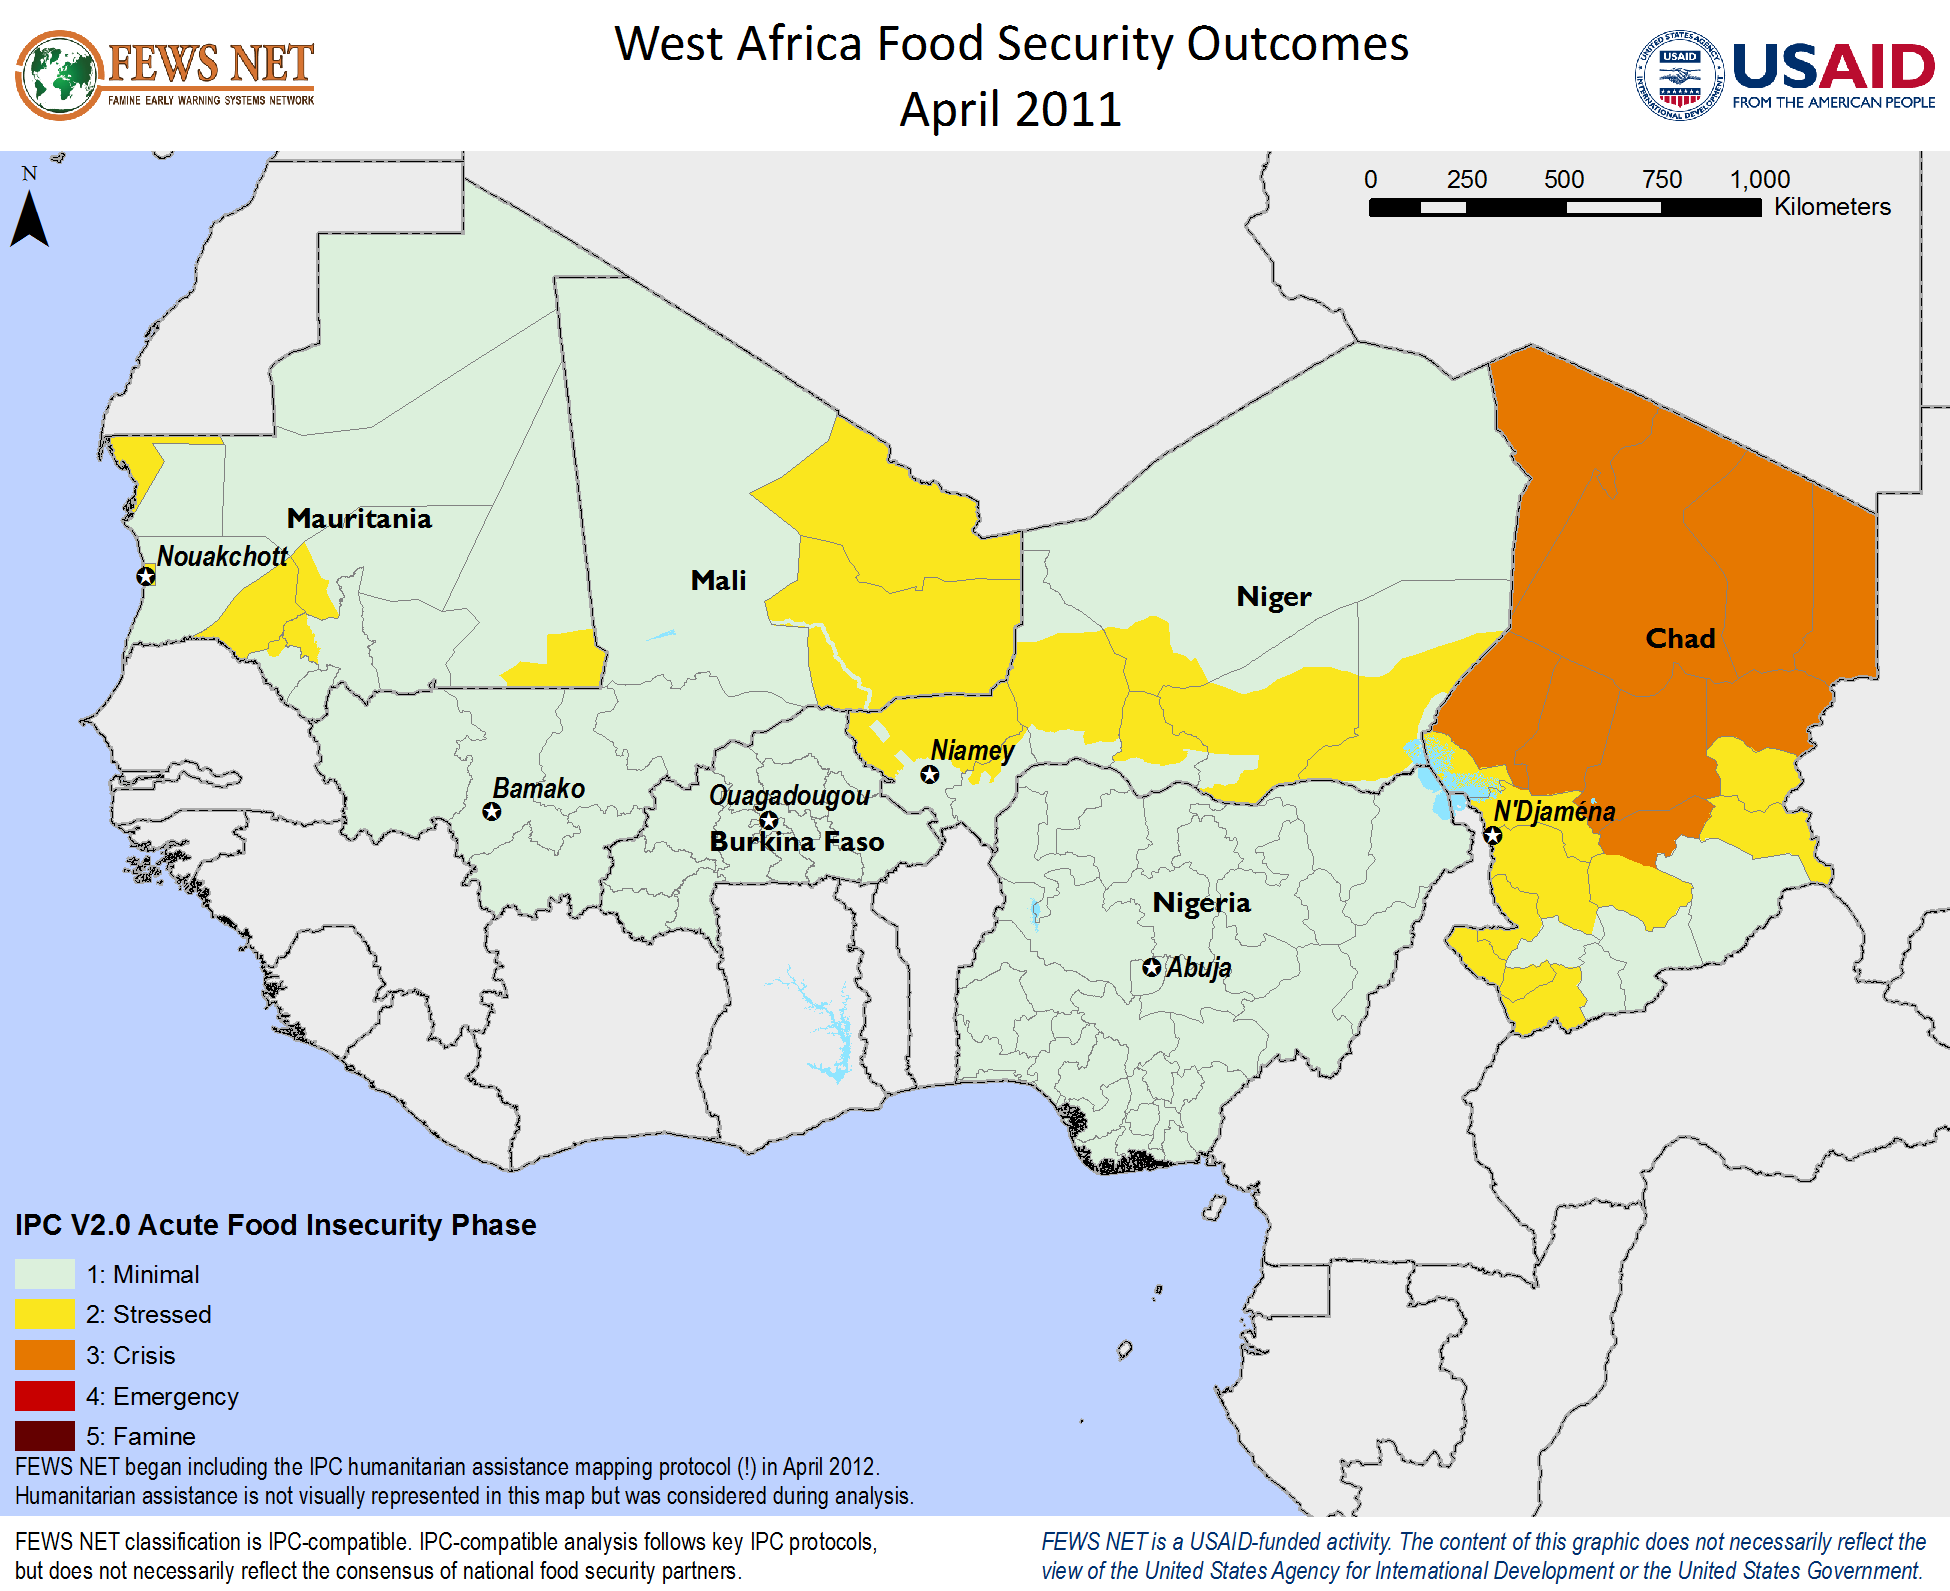 FEWS NET
FAMINE EARLY WARNING SYSTEMS NETWORK
West Africa Food Security Outcomes
April 2011
UNITED STATES AGENCY
USAID
INTERNATIONAL DEVELOPMENT
USAID
FROM THE AMERICAN PEOPLE
N
0 250 500 750 1,000
Kilometers
Mauritania
Nouakchott
Mali
Niger
Chad
Niamey
Bamako
Ouagadougou
Burkina Faso
N'Djaména
Nigeria
Abuja
IPC V2.0 Acute Food Insecurity Phase
1: Minimal
2: Stressed
3: Crisis
4: Emergency
5: Famine
FEWS NET began including the IPC humanitarian assistance mapping protocol (!) in April 2012.
Humanitarian assistance is not visually represented in this map but was considered during analysis.
FEWS NET classification is IPC-compatible. IPC-compatible analysis follows key IPC protocols,
but does not necessarily reflect the consensus of national food security partners.
FEWS NET is a USAID-funded activity. The content of this graphic does not necessarily reflect the
view of the United States Agency for International Development or the United States Government.